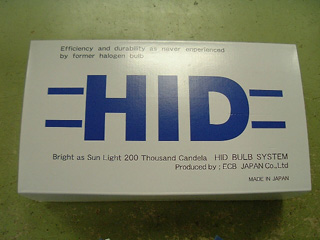 Efficiency and durability as never experienced
by former halogen bulb
HID
Bright as Sun Light 200 Thousand Candela HID BULB SYSTEM
Produced by ; ECB JAPAN Co.,Ltd
MADE IN JAPAN